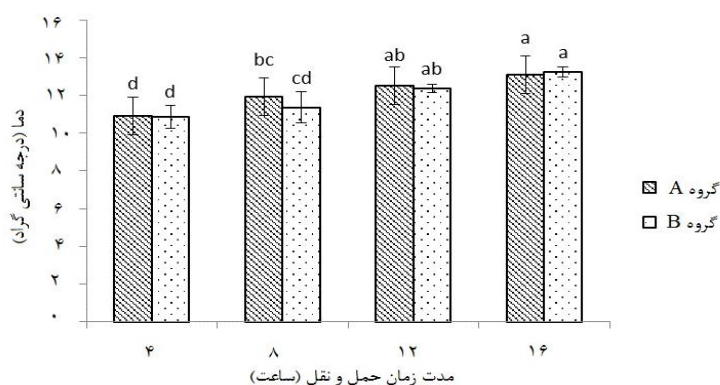 ۱۶
۱۴
۱۲
۱۰
۸
۶
۴
۲
۰
دما (درجه سانتی گراد)
d d
bc cd
ab ab
a a
۴ ۸ ۱۲ ۱۶
مدت زمان حمل و نقل (ساعت)
گروه A
گروه B